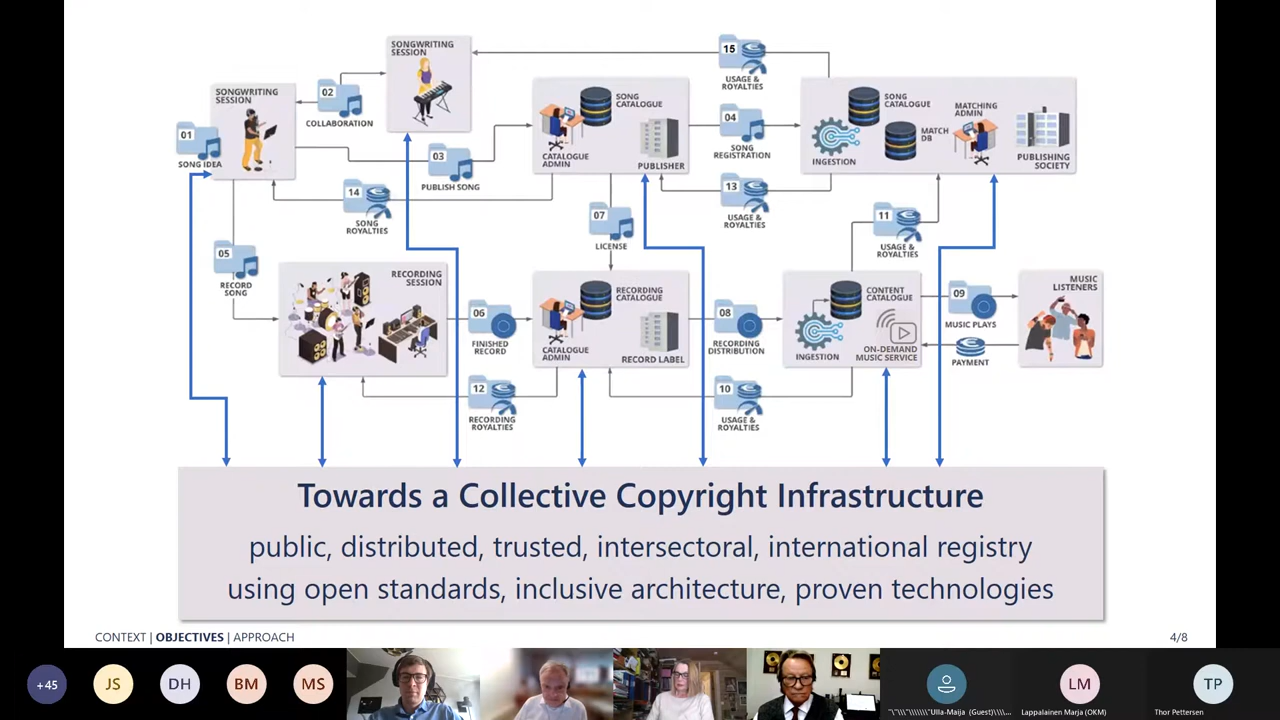 15
USAGE &
ROYALTIES
SONGWRITING
SESSION
SONGWRITING
SESSION
02
COLLABORATION
01
SONG IDEA
03
PUBLISH SONG
SONG
CATALOGUE
CATALOGUE
ADMIN
PUBLISHER
04
SONG
REGISTRATION
SONG
CATALOGUE
MATCHING
ADMIN
MATCH
DB
INGESTION
PUBLISHING
SOCIETY
14
SONG
ROYALTIES
13
USAGE &
ROYALTIES
07
LICENSE
11
USAGE &
ROYALTIES
05
RECORD
SONG
RECORDING
SESSION
06
FINISHED
RECORD
RECORDING
CATALOGUE
CATALOGUE
ADMIN
RECORD LABEL
08
RECORDING
DISTRIBUTION
CONTENT
CATALOGUE
INGESTION
ON-DEMAND
MUSIC SERVICE
09
MUSIC PLAYS
PAYMENT
MUSIC
LISTENERS
12
RECORDING
ROYALTIES
10
USAGE &
ROYALTIES
Towards a Collective Copyright Infrastructure
public, distributed, trusted, intersectoral, international registry
using open standards, inclusive architecture, proven technologies
CONTEXT | OBJECTIVES | APPROACH
4/8
+45
JS
DH
BM
MS
LM
TP
Ulla-Maija (Guest)
Lappalainen Marja (OKM)
Thor Pettersen